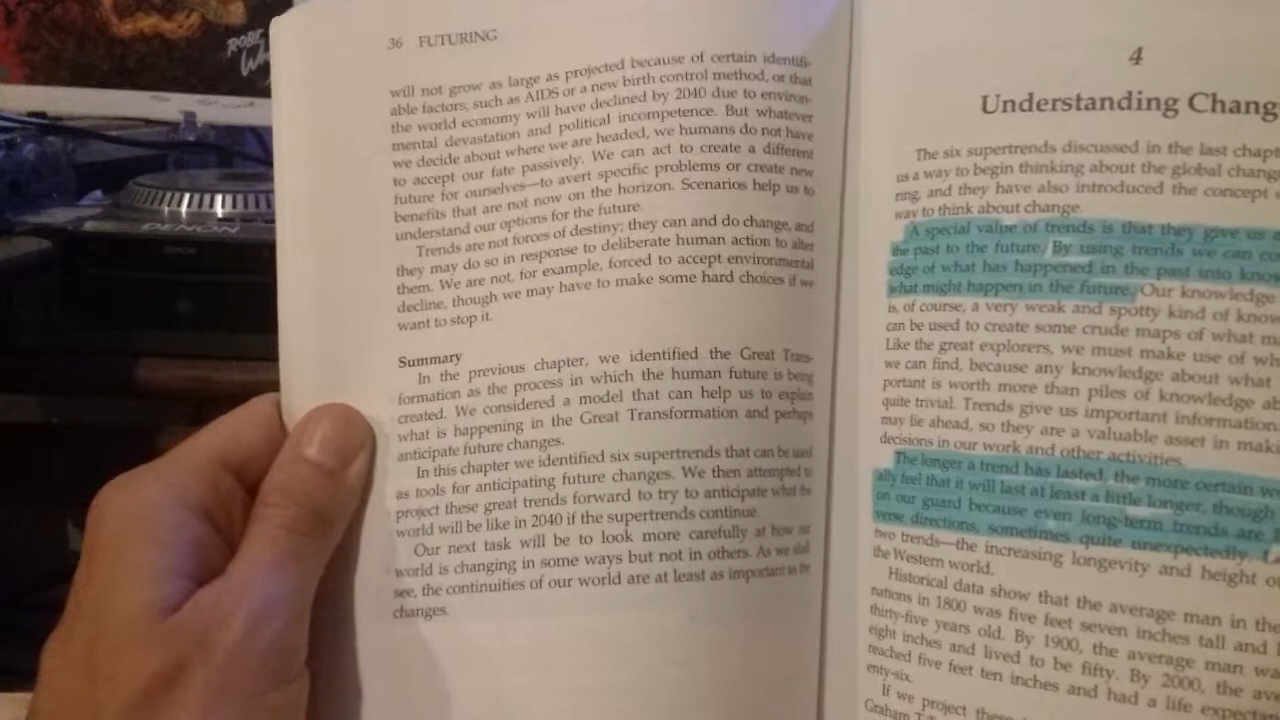 ROBE
DENON
36 FUTURING
will not grow as large as projected because of certain identifi-
able factors, such as AIDS or a new birth control method, or that
the world economy will have declined by 2040 due to environ-
mental devastation and political incompetence. But whatever
we decide about where we are headed, we humans do not have
to accept our fate passively. We can act to create a different
future for ourselves—to avert specific problems or create new
benefits that are not now on the horizon. Scenarios help us to
understand our options for the future.
Trends are not forces of destiny; they can and do change, and
they may do so in response to deliberate human action to alter
them. We are not, for example, forced to accept environmental
decline, though we may have to make some hard choices if we
want to stop it.
Summary
In the previous chapter, we identified the Great Trans-
formation as the process in which the human future is being
created. We considered a model that can help us to explain
what is happening in the Great Transformation and perhaps
anticipate future changes.
In this chapter we identified six supertrends that can be used
as tools for anticipating future changes. We then attempted to
project these great trends forward to try to anticipate what the
world will be like in 2040 if the supertrends continue.
Our next task will be to look more carefully at how our
world is changing in some ways but not in others. As we shall
see, the continuities of our world are at least as important as the
changes.
4
Understanding Chang
The six supertrends discussed in the last chapt
us a way to begin thinking about the global chang
ring, and they have also introduced the concept
way to think about change.
A special value of trends is that they give us a
the past to the future. By using trends we can co
edge of what has happened in the past into know
what might happen in the future. Our knowledge
is, of course, a very weak and spotty kind of know
can be used to create some crude maps of what m
Like the great explorers, we must make use of wh
we can find, because any knowledge about what
portant is worth more than piles of knowledge ab
quite trivial. Trends give us important information
may lie ahead, so they are a valuable asset in maki
decisions in our work and other activities.
The longer a trend has lasted, the more certain w
ally feel that it will last at least a little longer, though
on our guard because even long-term trends are
verse directions, sometimes quite unexpectedly.
two trends—the increasing longevity and height o
the Western world.
Historical data show that the average man in the
nations in 1800 was five feet seven inches tall and
thirty-five years old. By 1900, the average man wa
eight inches and lived to be fifty. By 2000, the ave
reached five feet ten inches and had a life expecta
enty-six.
If we project these
Graham T.